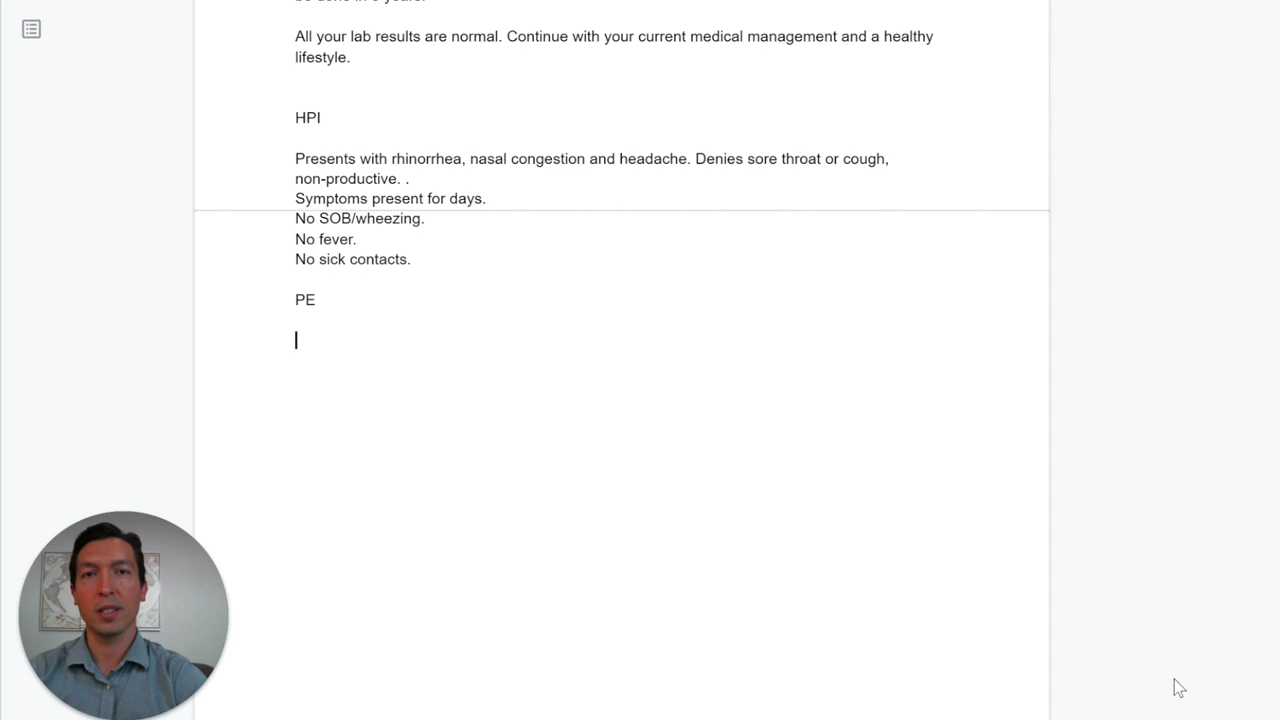 All your lab results are normal. Continue with your current medical management and a healthy
lifestyle.
HPI
Presents with rhinorrhea, nasal congestion and headache. Denies sore throat or cough,
non-productive. .
Symptoms present for days.
No SOB/wheezing.
No fever.
No sick contacts.
PE